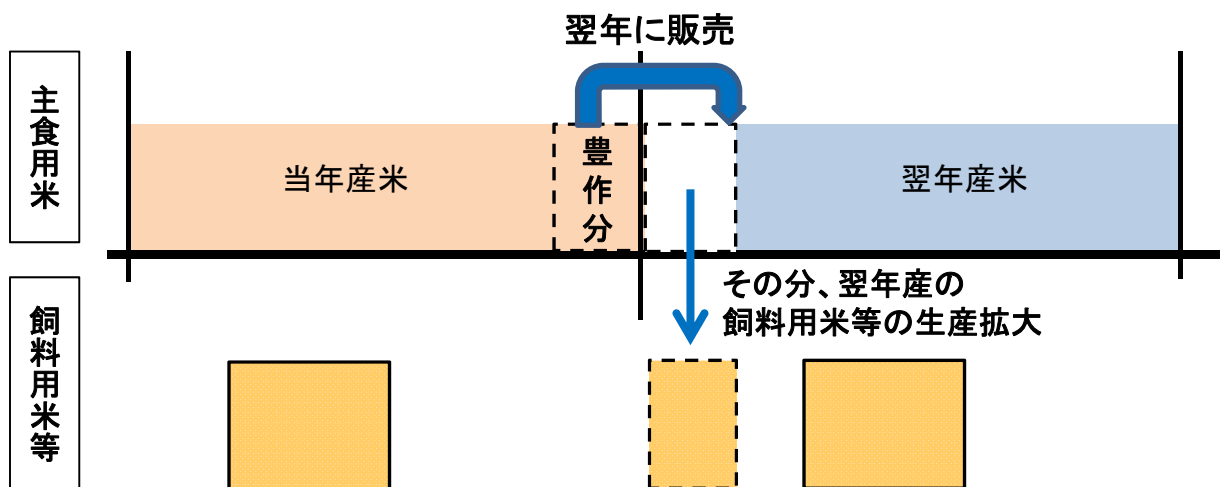 翌年に販売
主食用米
当年産米
豊作分
翌年産米
その分、翌年産の
飼料用米等の生産拡大
飼料用米等